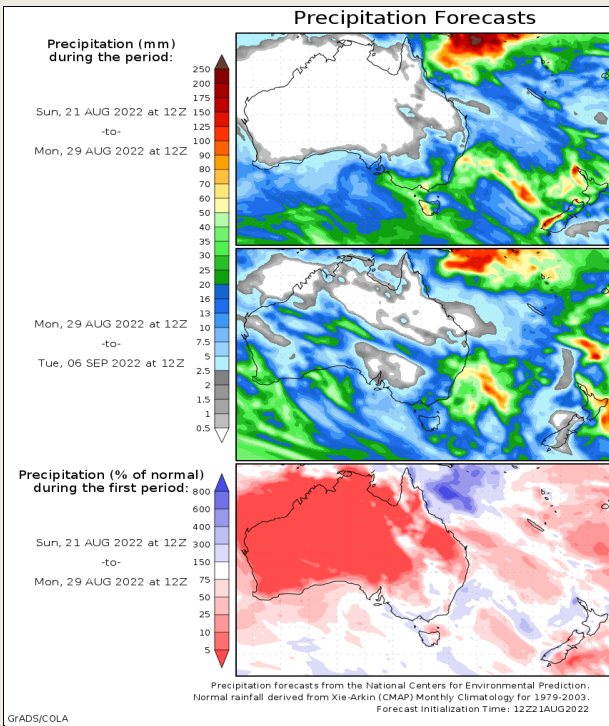 Precipitation Forecasts
Precipitation (mm)
during the period:
Sun, 21 AUG 2022 at 12Z
-to-
Mon, 29 AUG 2022 at 12Z
250
200
175
150
125
100
90
80
70
60
50
40
35
30
25
20
16
13
10
7.5
5
2.5
2
1.5
1
0.5
Mon, 29 AUG 2022 at 12Z
-to-
Tue, 06 SEP 2022 at 12Z
Precipitation (% of normal)
during the first period:
Sun, 21 AUG 2022 at 12Z
-to-
Mon, 29 AUG 2022 at 12Z
800
600
400
300
150
75
50
25
10
5
Precipitation forecasts from the National Centers for Environmental Prediction.
Normal rainfall derived from Xie-Arkin (CMAP) Monthly Climatology for 1979-2003.
Forecast Initialization Time: 12Z21AUG2022
GrADS/COLA